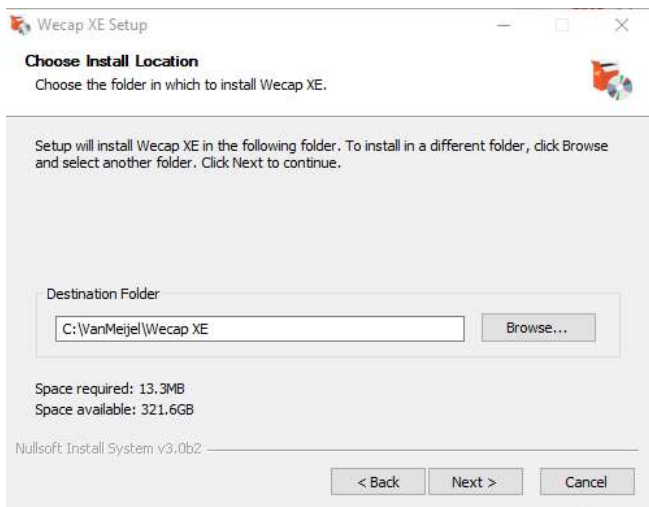 Wecap XE Setup
Choose Install Location
Choose the folder in which to install Wecap XE.
Setup will install Wecap XE in the following folder. To install in a different folder, click Browse
and select another folder. Click Next to continue.
Destination Folder
C:\VanMeijel\Wecap XE
Browse...
Space required: 13.3MB
Space available: 321.6GB
Nullsoft Install System v3.0b2
< Back
Next >
Cancel